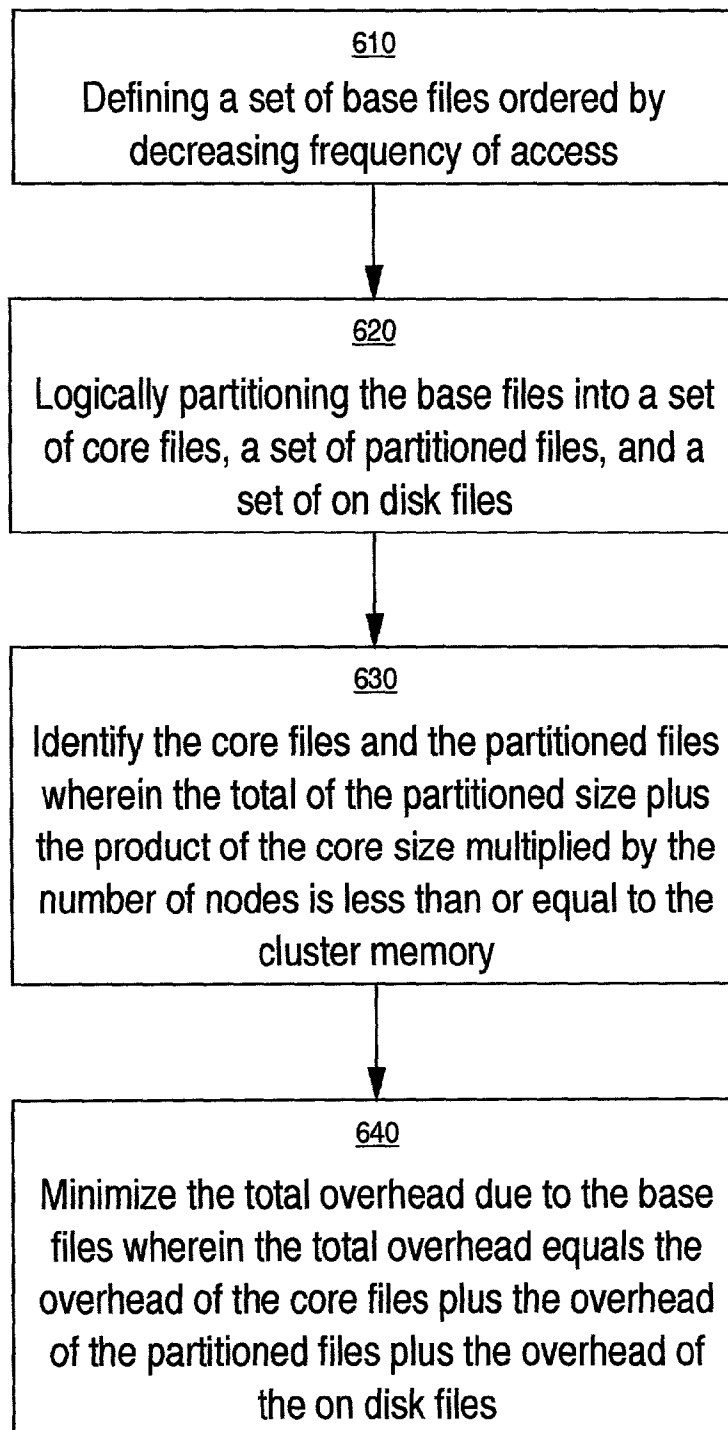 610
Defining a set of base files ordered by
decreasing frequency of access
620
Logically partitioning the base files into a set
of core files, a set of partitioned files, and a
set of on disk files
630
Identify the core files and the partitioned files
wherein the total of the partitioned size plus
the product of the core size multiplied by the
number of nodes is less than or equal to the
cluster memory
640
Minimize the total overhead due to the base
files wherein the total overhead equals the
overhead of the core files plus the overhead
of the partitioned files plus the overhead of
the on disk files